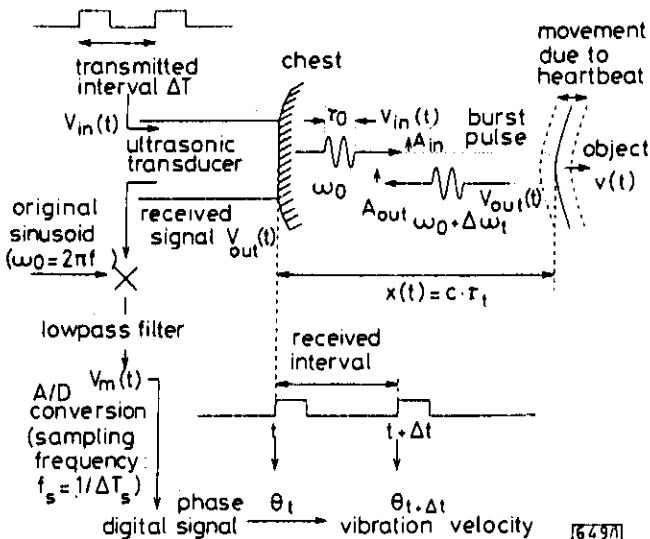 transmitted
interval ΔT
V_in(t)
ultrasonic
transducer
received
signal V_out(t)
original
sinusoid
(ω0=2πf)
lowpass filter
V_m(t)
A/D
conversion
(sampling
frequency:
f_s=1/ΔT_s)
chest
τ0
v_in(t)
A_in
burst
pulse
ω0
A_out
V_out(t)
ω0+Δω_t
movement
due to
heartbeat
object
v(t)
x(t)=c·τ_t
received
interval
t
t+Δt
phase
θ_t
θ_t+Δt
digital signal
vibration velocity
649/1